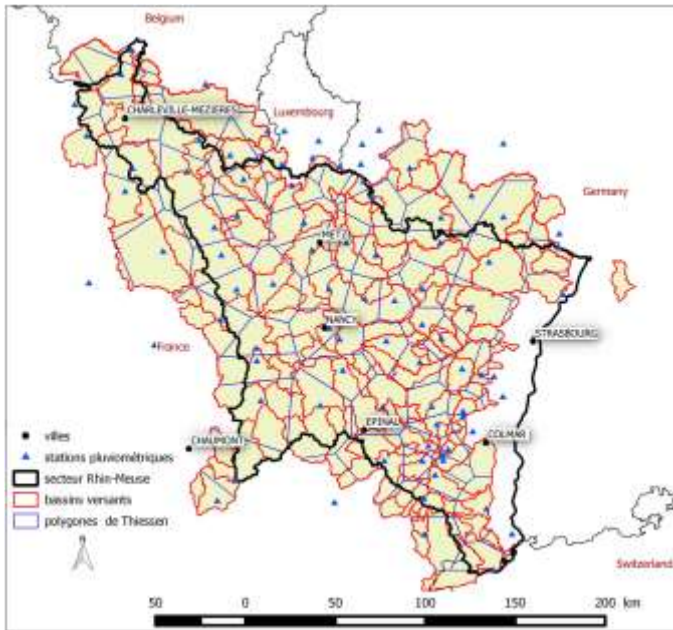 Belgium
CHARLEVILLE-MEZIERES
Luxembourg
Germany
METZ
NANCY
STRASBOURG
France
EPINAL
COLMAR
CHAUMONT
villes
stations pluviométriques
secteur Rhin-Meuse
bassins versants
polygones de Thiessen
N
Switzerland
50 0 50 100 150 200 km